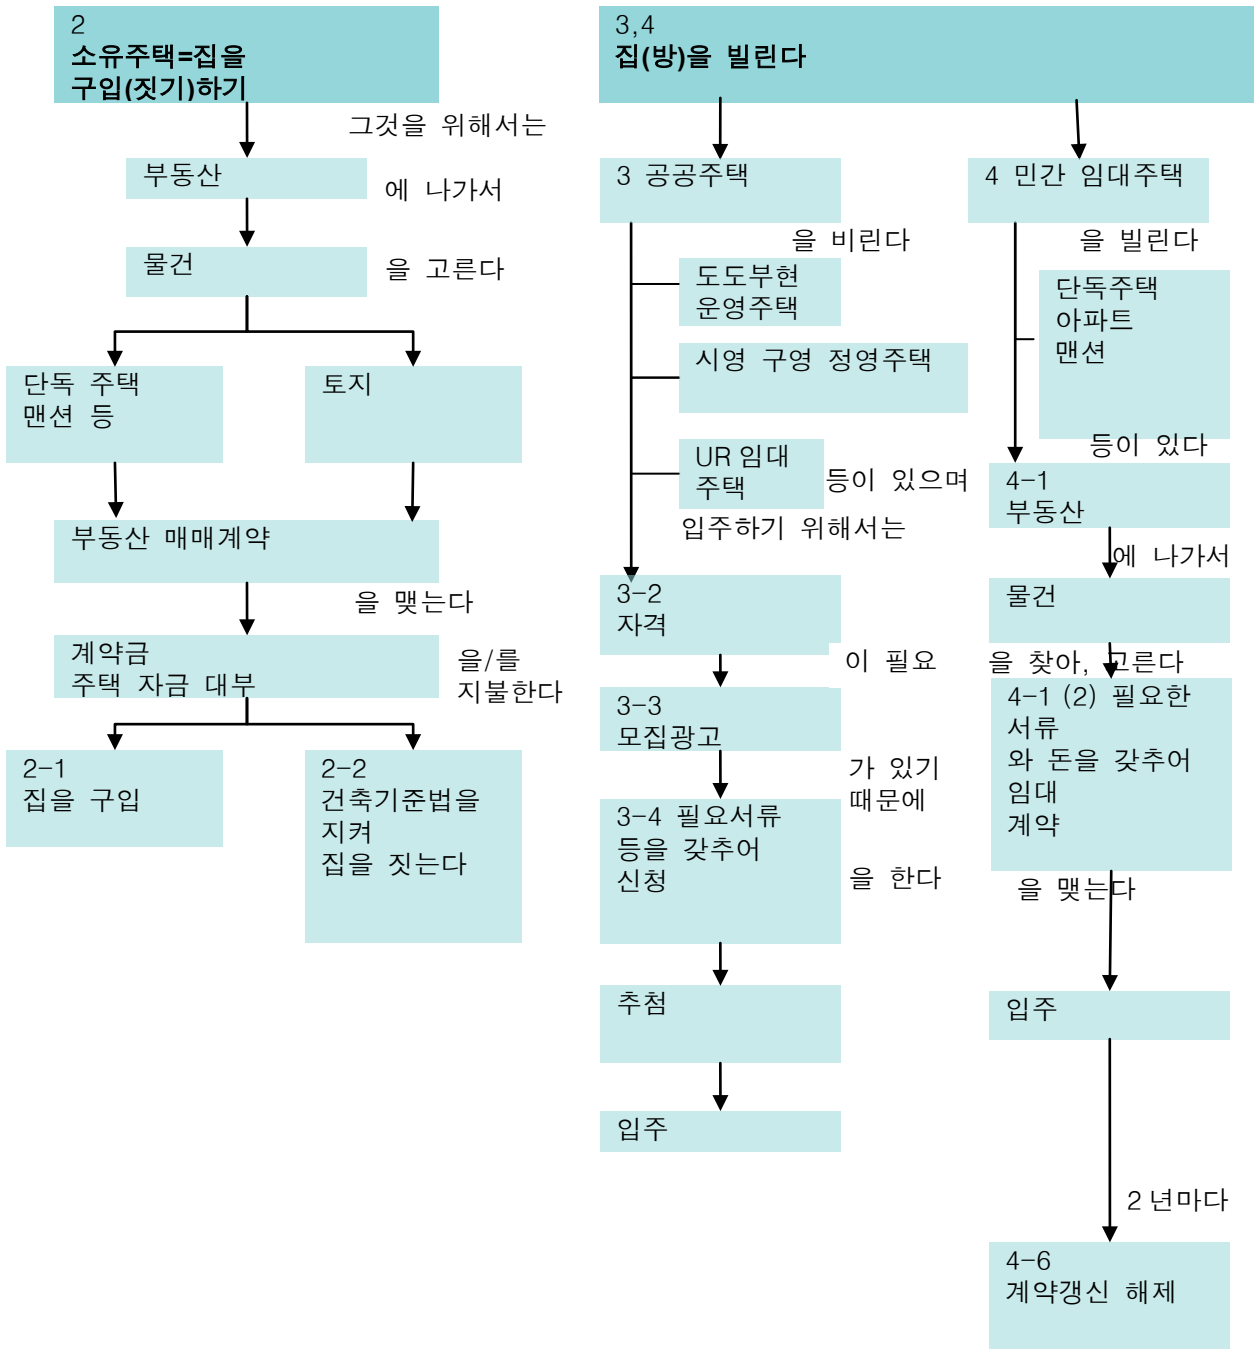 2
소유주택=집을
구입(짓기)하기
그것을 위해서는
부동산
에 나가서
물건
을 고른다
단독 주택
맨션 등
토지
부동산 매매계약
을 맺는다
계약금
주택 자금 대부
을/를
지불한다
2-1
집을 구입
2-2
건축기준법을
지켜
집을 짓는다
3,4
집(방)을 빌린다
3 공공주택
을 비린다
도도부현
운영주택
시영 구영 정영주택
UR 임대
주택
등이 있으며
입주하기 위해서는
3-2
자격
이 필요
3-3
모집광고
가 있기
때문에
3-4 필요서류
등을 갖추어
신청
을 한다
추첨
입주
4 민간 임대주택
을 빌린다
단독주택
아파트
맨션
등이 있다
4-1
부동산
에 나가서
물건
을 찾아, 고른다
4-1 (2) 필요한
서류
와 돈을 갖추어
임대
계약
을 맺는다
입주
2 년마다
4-6
계약갱신 해제